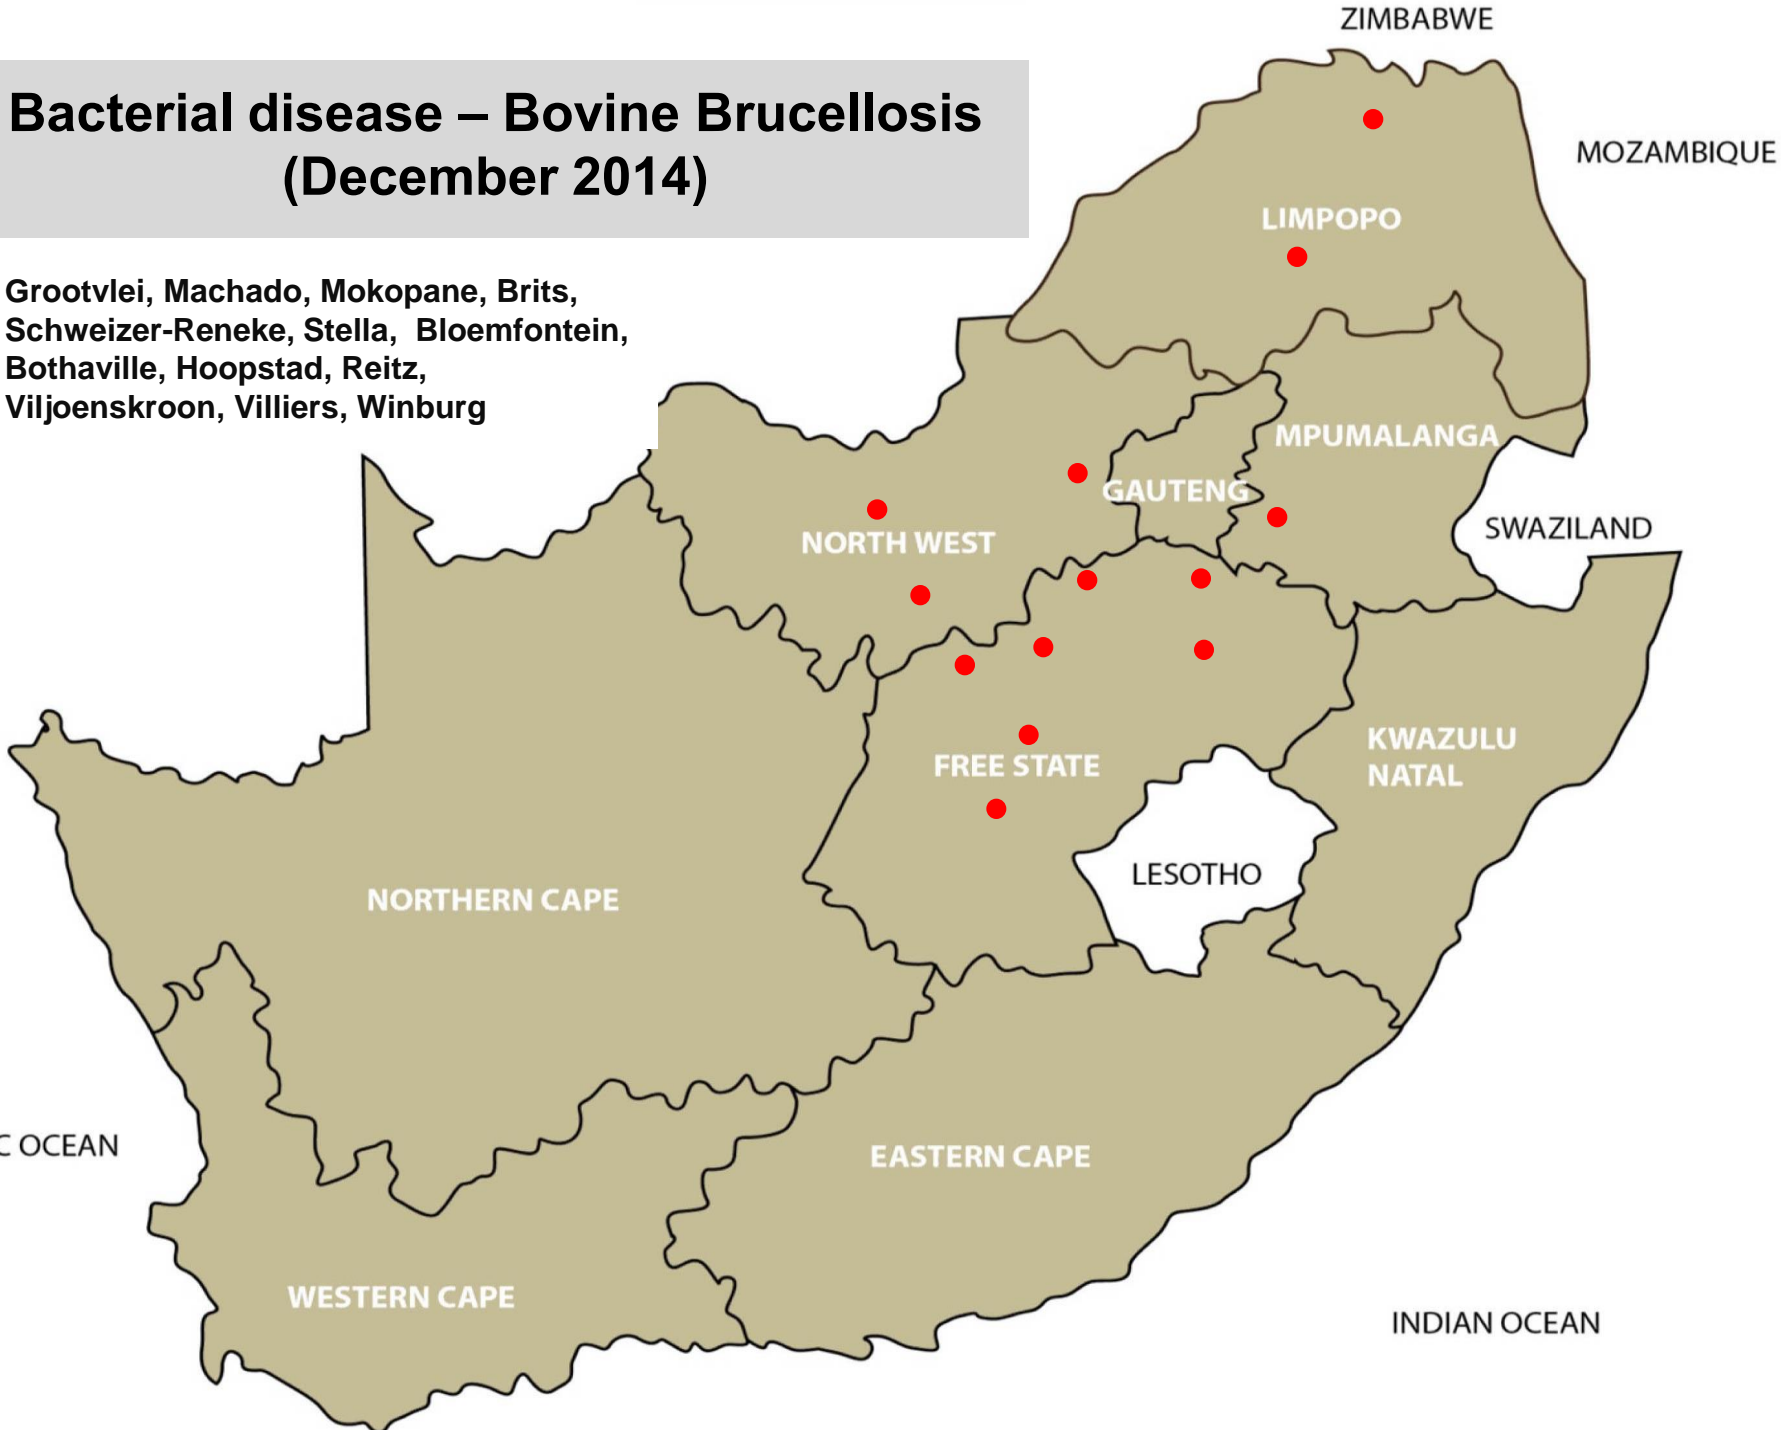 ZIMBABWE
Bacterial disease – Bovine Brucellosis
(December 2014)
MOZAMBIQUE
LIMPOPO
Grootvlei, Machado, Mokopane, Brits,
Schweizer-Reneke, Stella, Bloemfontein,
Bothaville, Hoopstad, Reitz,
Viljoenskroon, Villiers, Winburg
MPUMALANGA
GAUTENG
SWAZILAND
NORTH WEST
KWAZULU
NATAL
FREE STATE
LESOTHO
NORTHERN CAPE
C OCEAN
EASTERN CAPE
WESTERN CAPE
INDIAN OCEAN